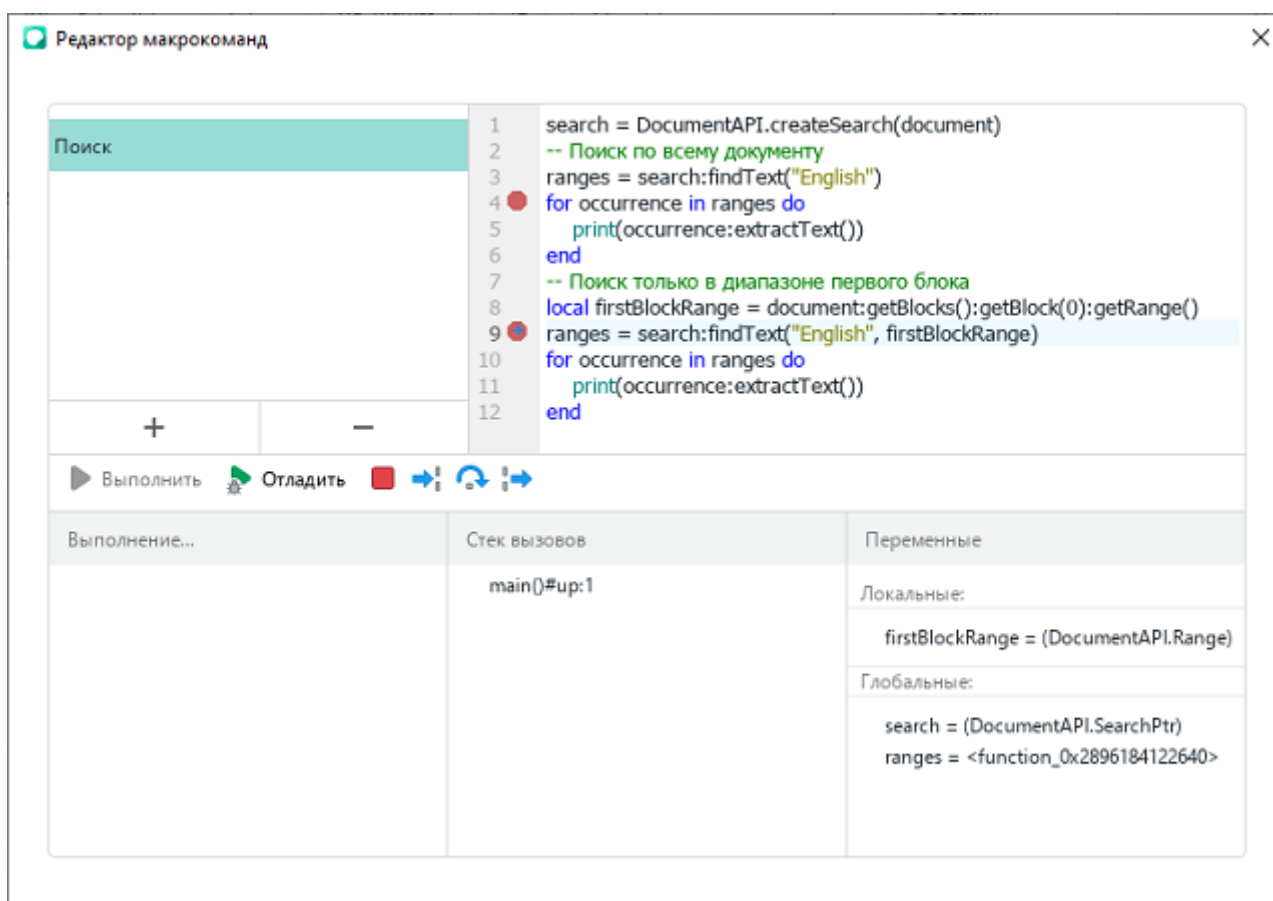 Редактор макрокоманд
Поиск
1 search = DocumentAPI.createSearch(document)
2 -- Поиск по всему документу
3 ranges = search:findText("English")
4 for occurrence in ranges do
5 print(occurrence:extractText())
6 end
7 -- Поиск только в диапазоне первого блока
8 local firstBlockRange = document:getBlocks():getBlock(0):getRange()
9 ranges = search:findText("English", firstBlockRange)
10 for occurrence in ranges do
11 print(occurrence:extractText())
12 end
Выполнить Отладить
Выполнение...
Стек вызовов
main()#up:1
Переменные
Локальные:
firstBlockRange = (DocumentAPI.Range)
Глобальные:
search = (DocumentAPI.SearchPtr)
ranges = <function_0x2896184122640>